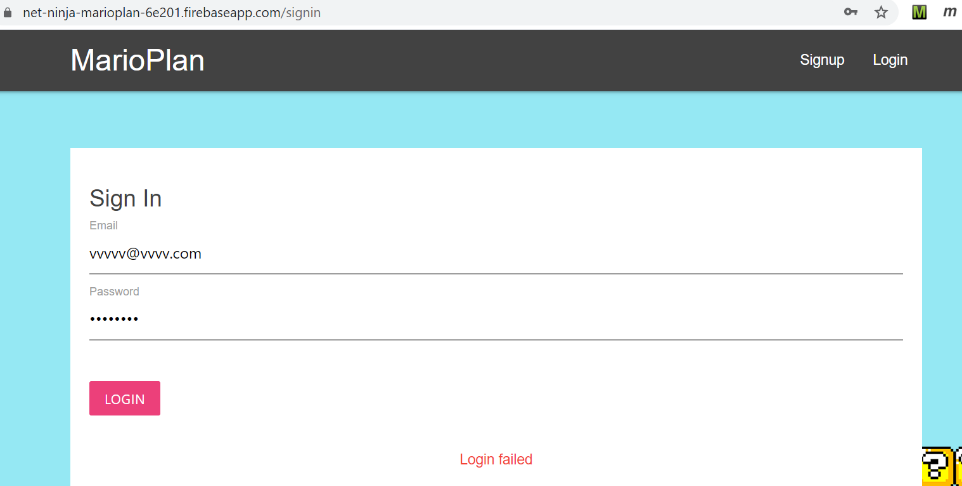 net-ninja-marioplan-6e201.firebaseapp.com/signin
M m
MarioPlan Signup Login
Sign In
Email
vvvvv@vvvv.com
Password
••••••••
LOGIN
Login failed
?